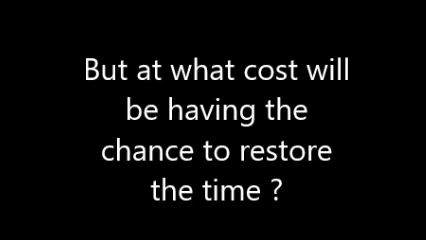 But at what cost will
be having the
chance to restore
the time ?